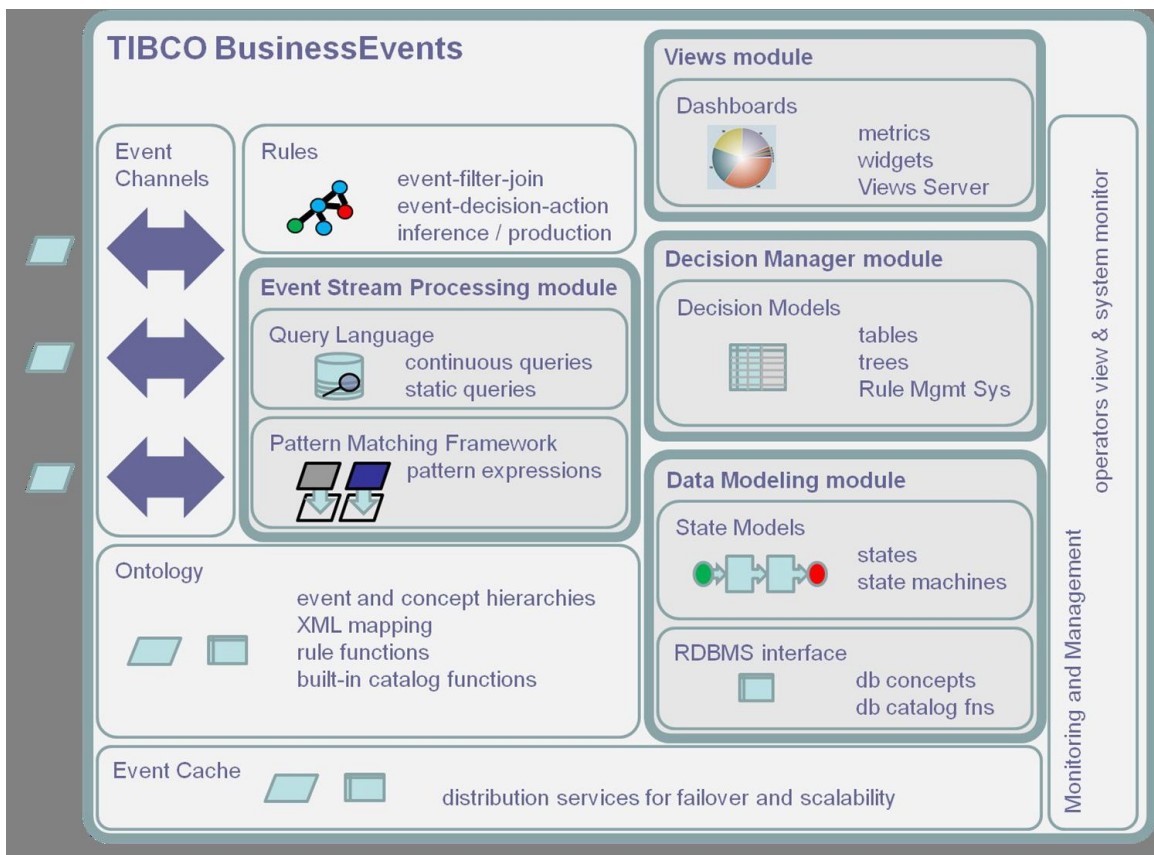 TIBCO BusinessEvents
Event
Channels
Rules
event-filter-join
event-decision-action
inference / production
Event Stream Processing module
Query Language
continuous queries
static queries
Pattern Matching Framework
pattern expressions
Ontology
event and concept hierarchies
XML mapping
rule functions
built-in catalog functions
Views module
Dashboards
metrics
widgets
Views Server
Decision Manager module
Decision Models
tables
trees
Rule Mgmt Sys
Data Modeling module
State Models
states
state machines
RDBMS interface
db concepts
db catalog fns
Event Cache
distribution services for failover and scalability
Monitoring and Management
operators view & system monitor